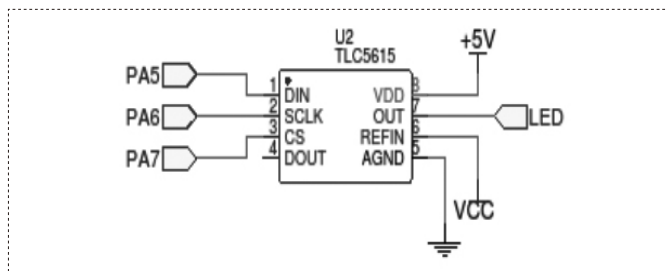 U2
TLC5615
+5V
PA5
PA6
PA7
1 DIN
2 SCLK
3 CS
4 DOUT
VDD 8
OUT 7
REFIN 6
AGND 5
LED
VCC